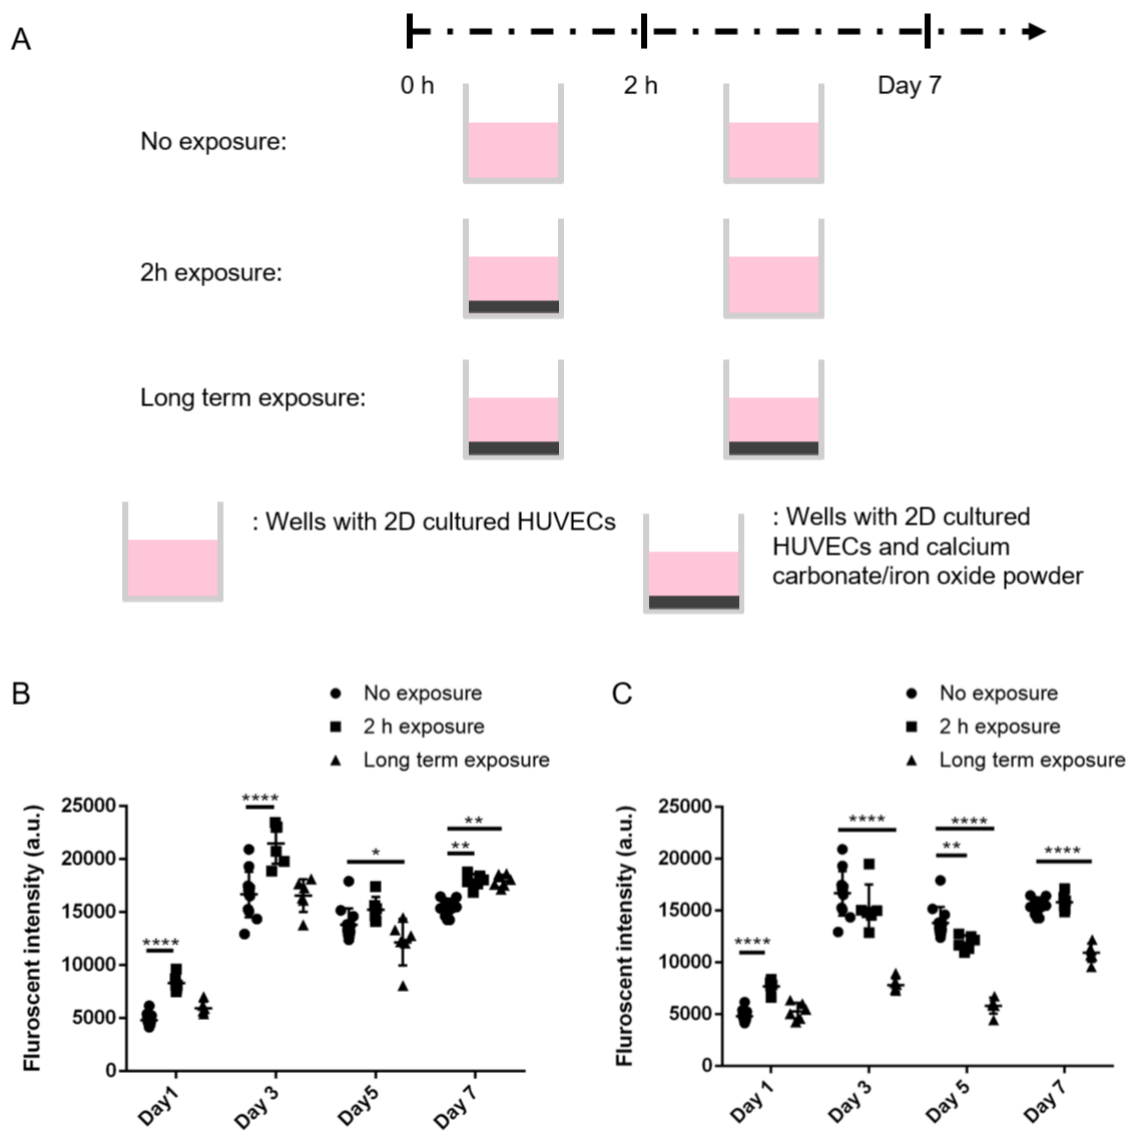 A
0 h
2 h
Day 7
No exposure:
2h exposure:
Long term exposure:
: Wells with 2D cultured HUVECs
: Wells with 2D cultured
HUVECs and calcium
carbonate/iron oxide powder
B
No exposure
2 h exposure
Long term exposure
Fluroscent intensity (a.u.)
25000
20000
15000
10000
5000
0
****
****
*
**
**
Day1
Day 3
Day5
Day 7
C
No exposure
2 h exposure
Long term exposure
Fluroscent intensity (a.u.)
25000
20000
15000
10000
5000
0
****
****
****
**
****
Day 1
Day 3
Day 5
Day 7